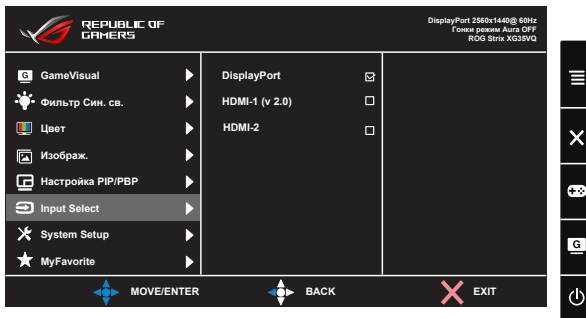 REPUBLIC OF
GAMERS
DisplayPort 2560x1440@ 60Hz
Гонки режим Aura OFF
ROG Strix XG35VQ
G GameVisual
Фильтр Син. св.
Цвет
Изображ.
Настройка PIP/PBP
Input Select
System Setup
MyFavorite
DisplayPort
HDMI-1 (v 2.0)
HDMI-2
MOVE/ENTER
BACK
EXIT
G